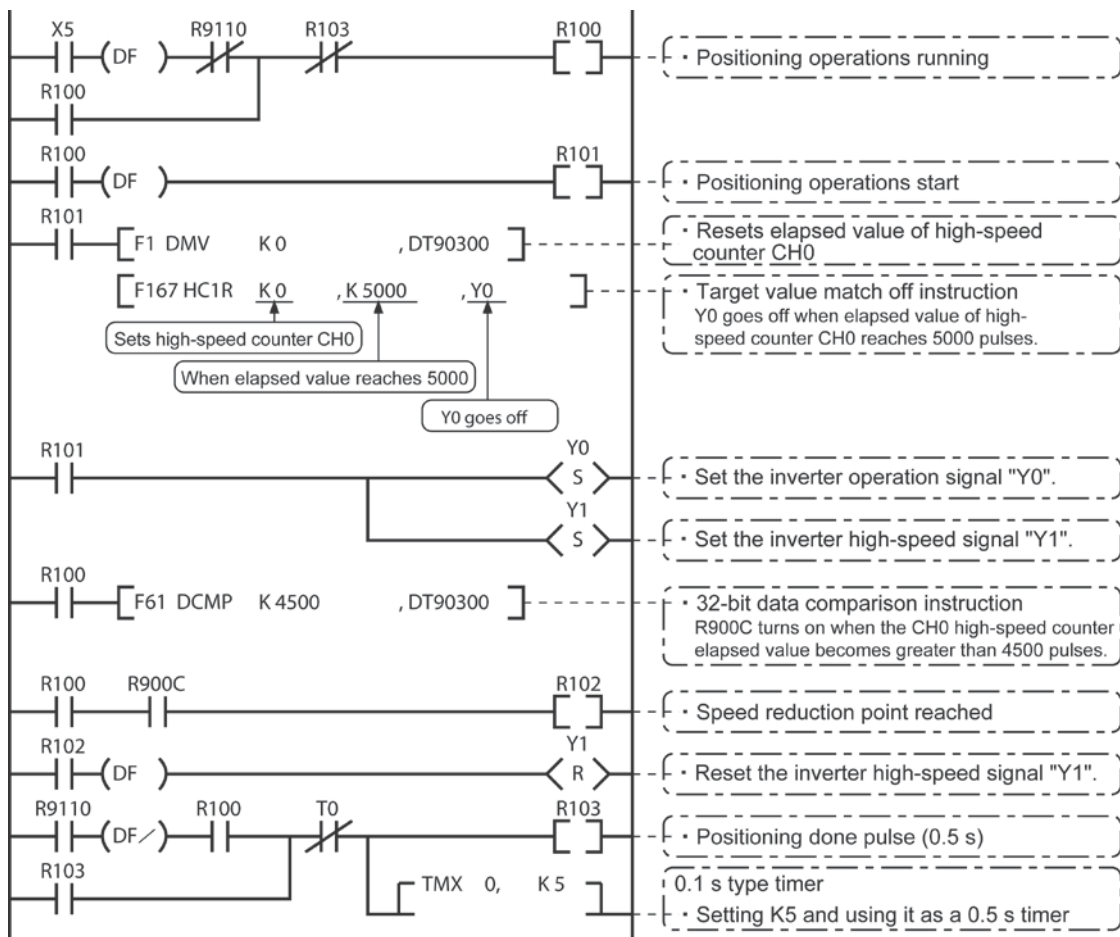 X5 R9110 R103 R100
(DF ) · Positioning operations running
R100
R100 R101
(DF ) · Positioning operations start
R101
F1 DMV K 0 , DT90300
· Resets elapsed value of high-speed
counter CH0
F167 HC1R K 0 , K 5000 , Y0
· Target value match off instruction
Y0 goes off when elapsed value of high-
speed counter CH0 reaches 5000 pulses.
Sets high-speed counter CH0
When elapsed value reaches 5000
Y0 goes off
R101 Y0
S · Set the inverter operation signal "Y0".
Y1
S · Set the inverter high-speed signal "Y1".
R100
F61 DCMP K 4500 , DT90300
· 32-bit data comparison instruction
R900C turns on when the CH0 high-speed counter
elapsed value becomes greater than 4500 pulses.
R100 R900C R102
· Speed reduction point reached
R102 Y1
(DF ) R · Reset the inverter high-speed signal "Y1".
R9110 R100 T0 R103
(DF/ ) · Positioning done pulse (0.5 s)
R103
TMX 0, K 5
0.1 s type timer
· Setting K5 and using it as a 0.5 s timer